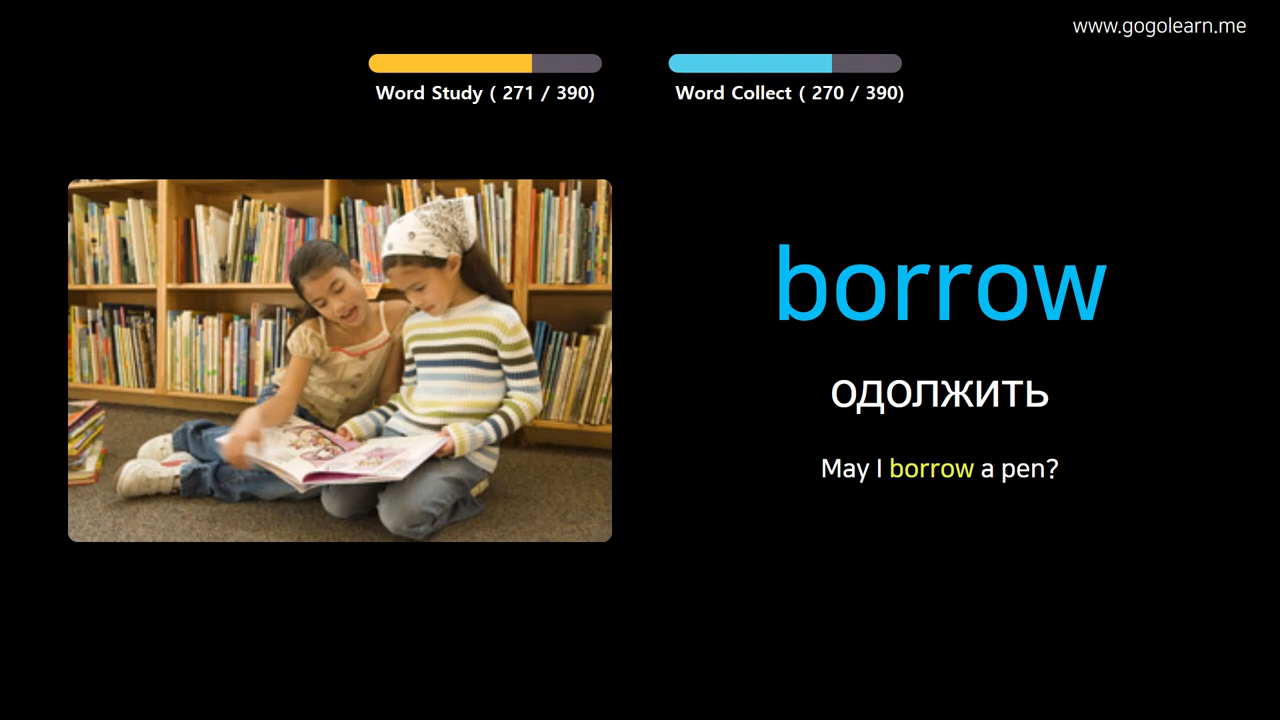 www.gogolearn.me
Word Study ( 271 / 390)
Word Collect ( 270 / 390)
borrow
одолжить
May I borrow a pen?